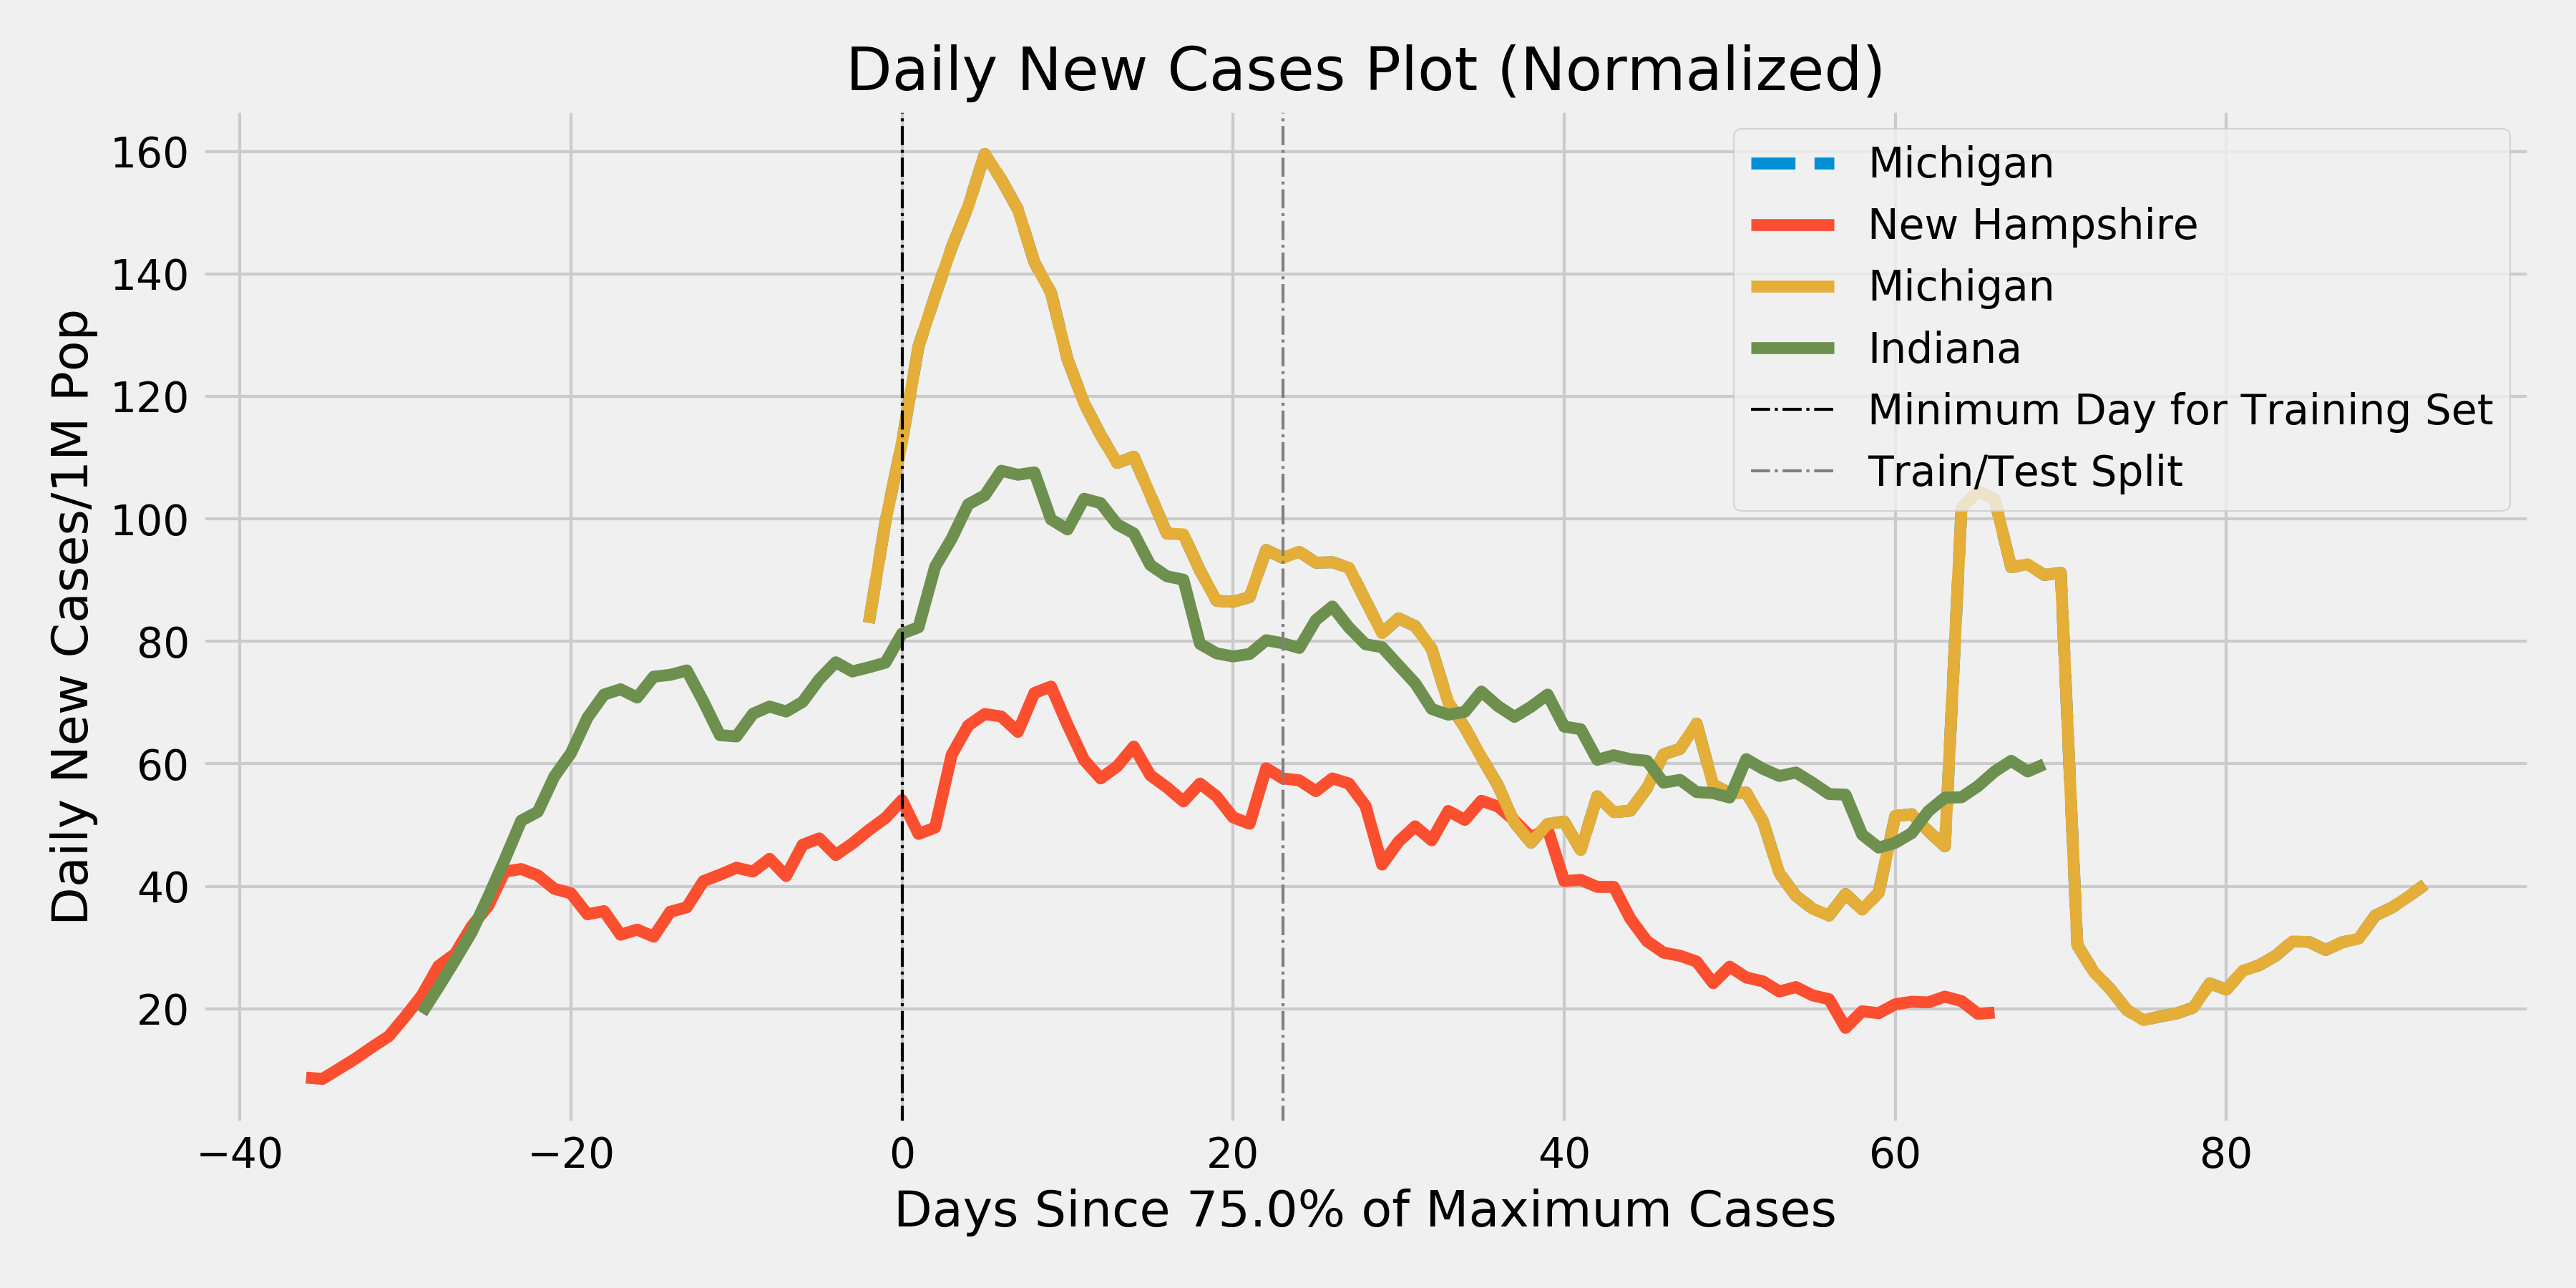 Daily New Cases Plot (Normalized)
Daily New Cases/1M Pop
160
140
120
100
80
60
40
20
−40
−20
0
20
40
60
80
Days Since 75.0% of Maximum Cases
Michigan
New Hampshire
Michigan
Indiana
Minimum Day for Training Set
Train/Test Split